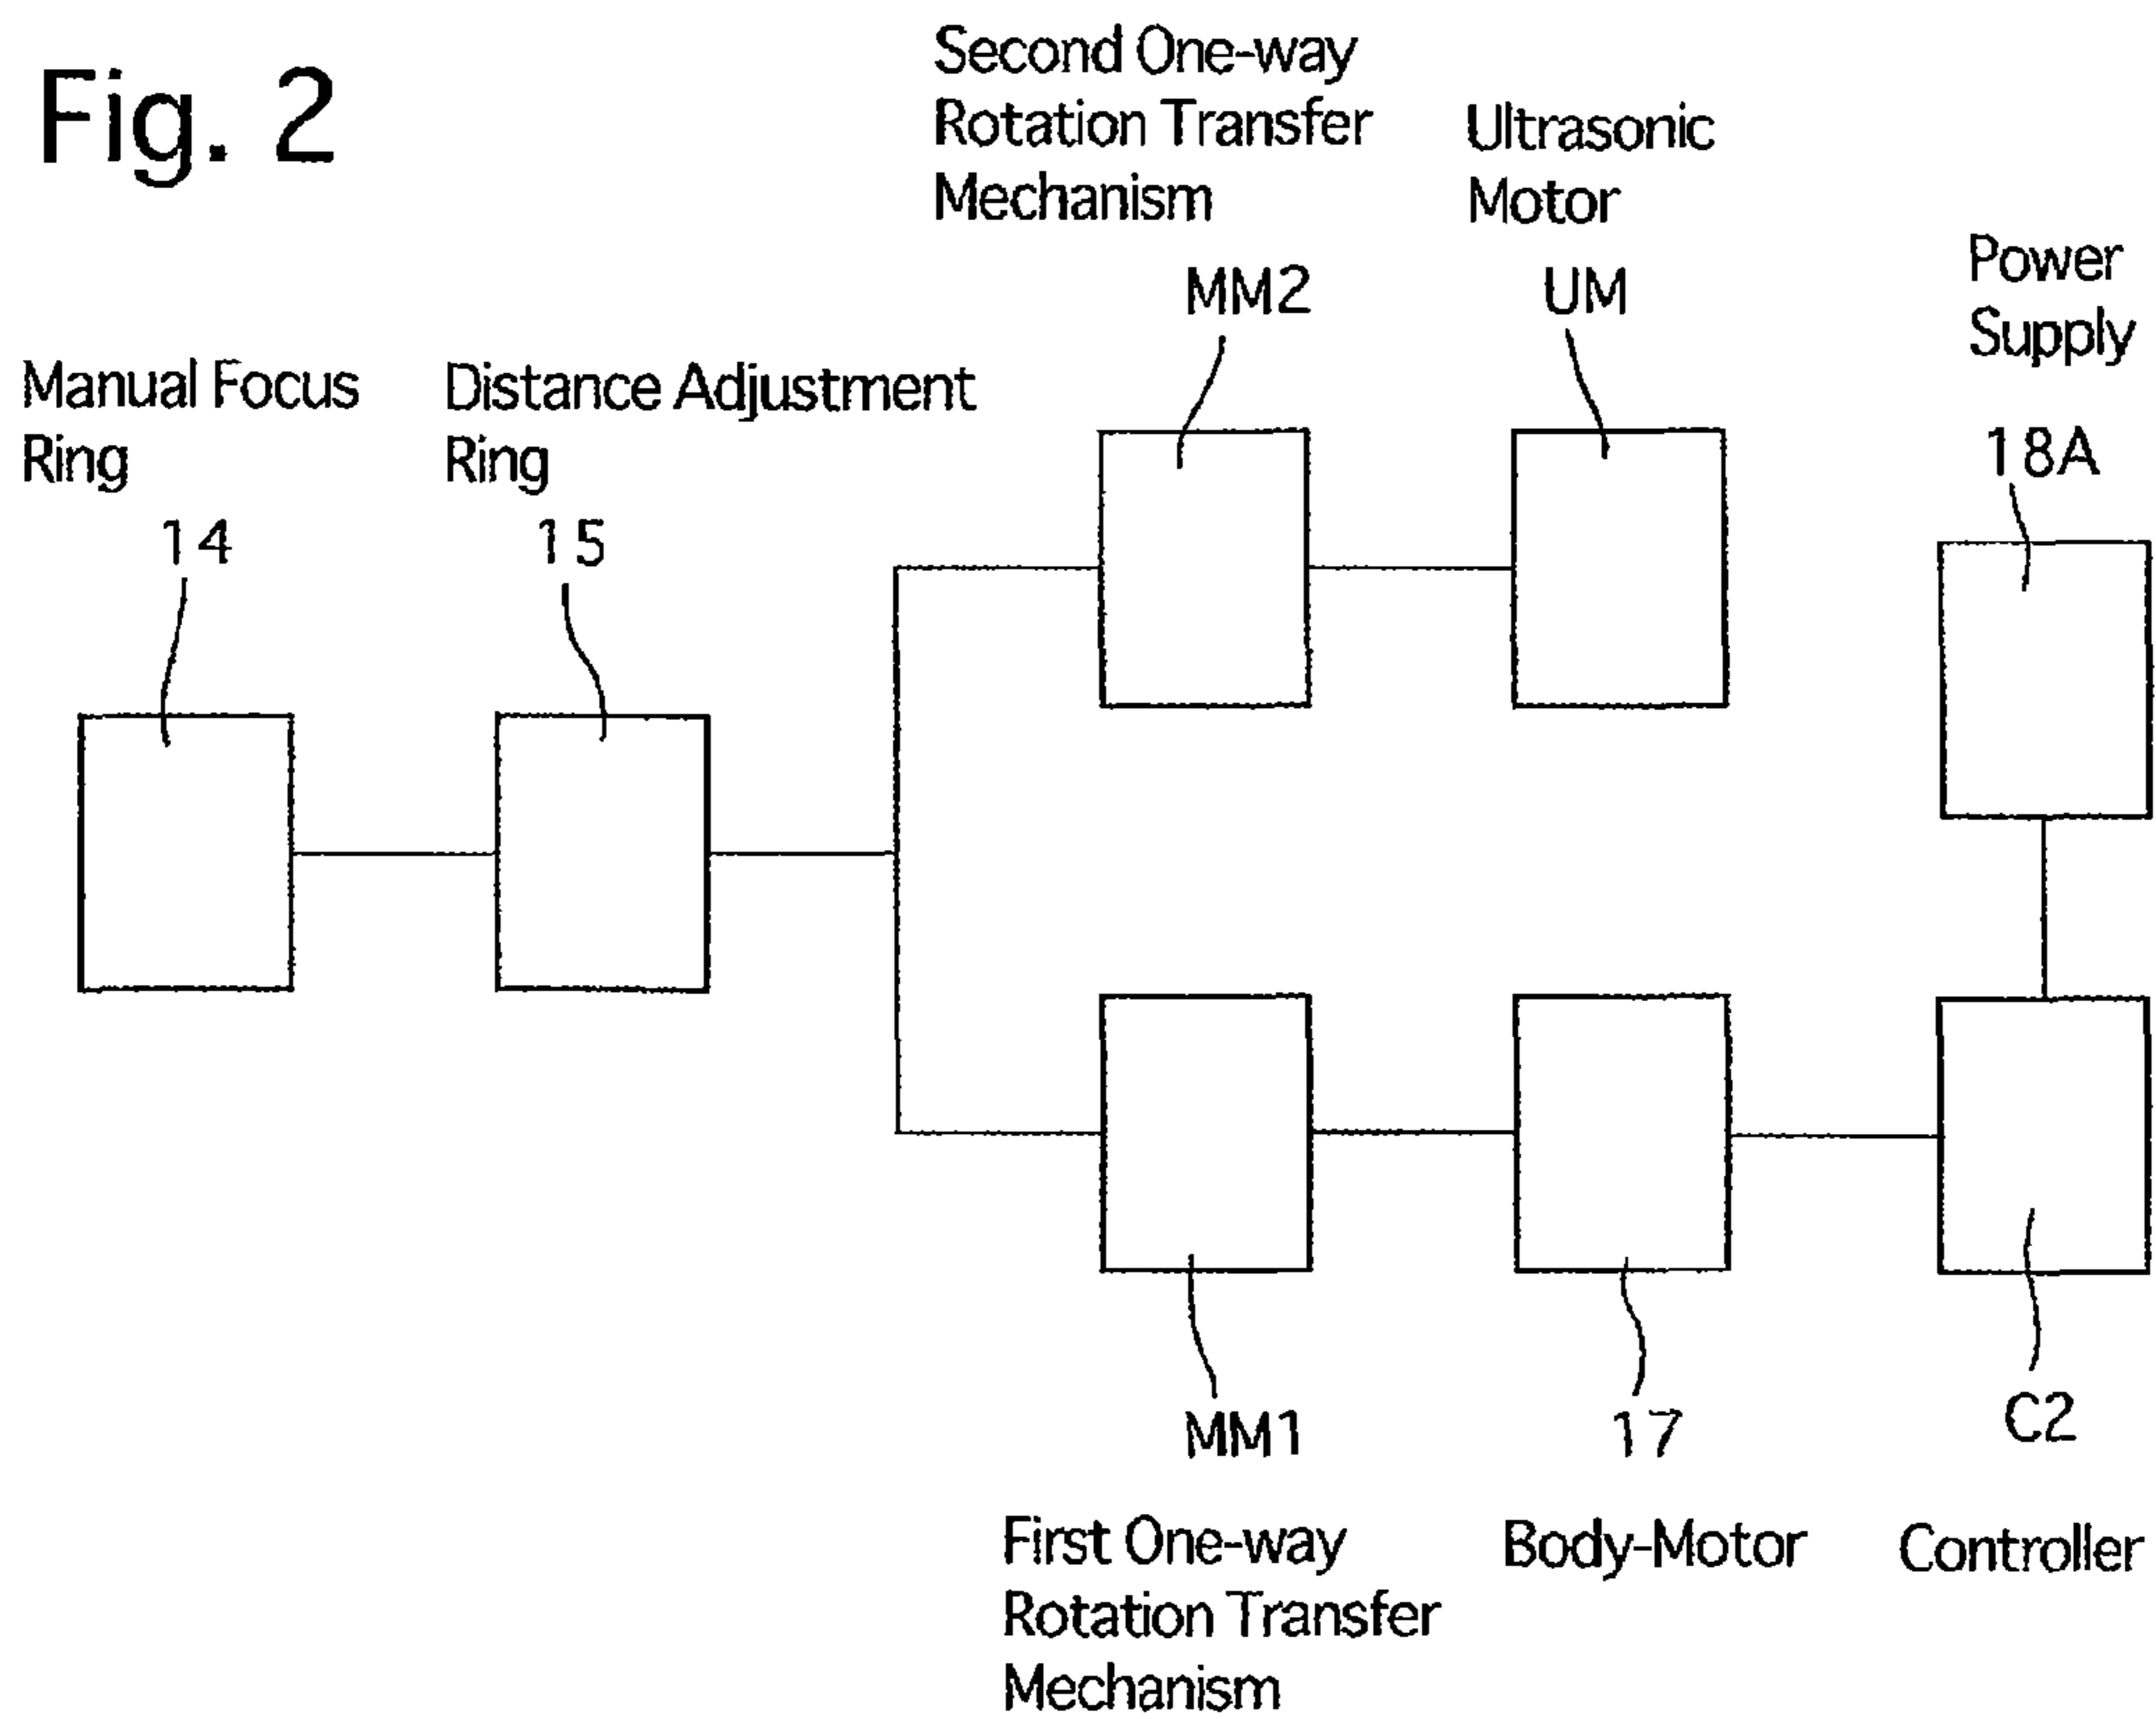 Fig. 2
Second One-way
Rotation Transfer
Mechanism
MM2
Ultrasonic
Motor
UM
Power
Supply
18A
Manual Focus
Ring
14
Distance Adjustment
Ring
15
MM1
First One-way
Rotation Transfer
Mechanism
17
Body-Motor
C2
Controller